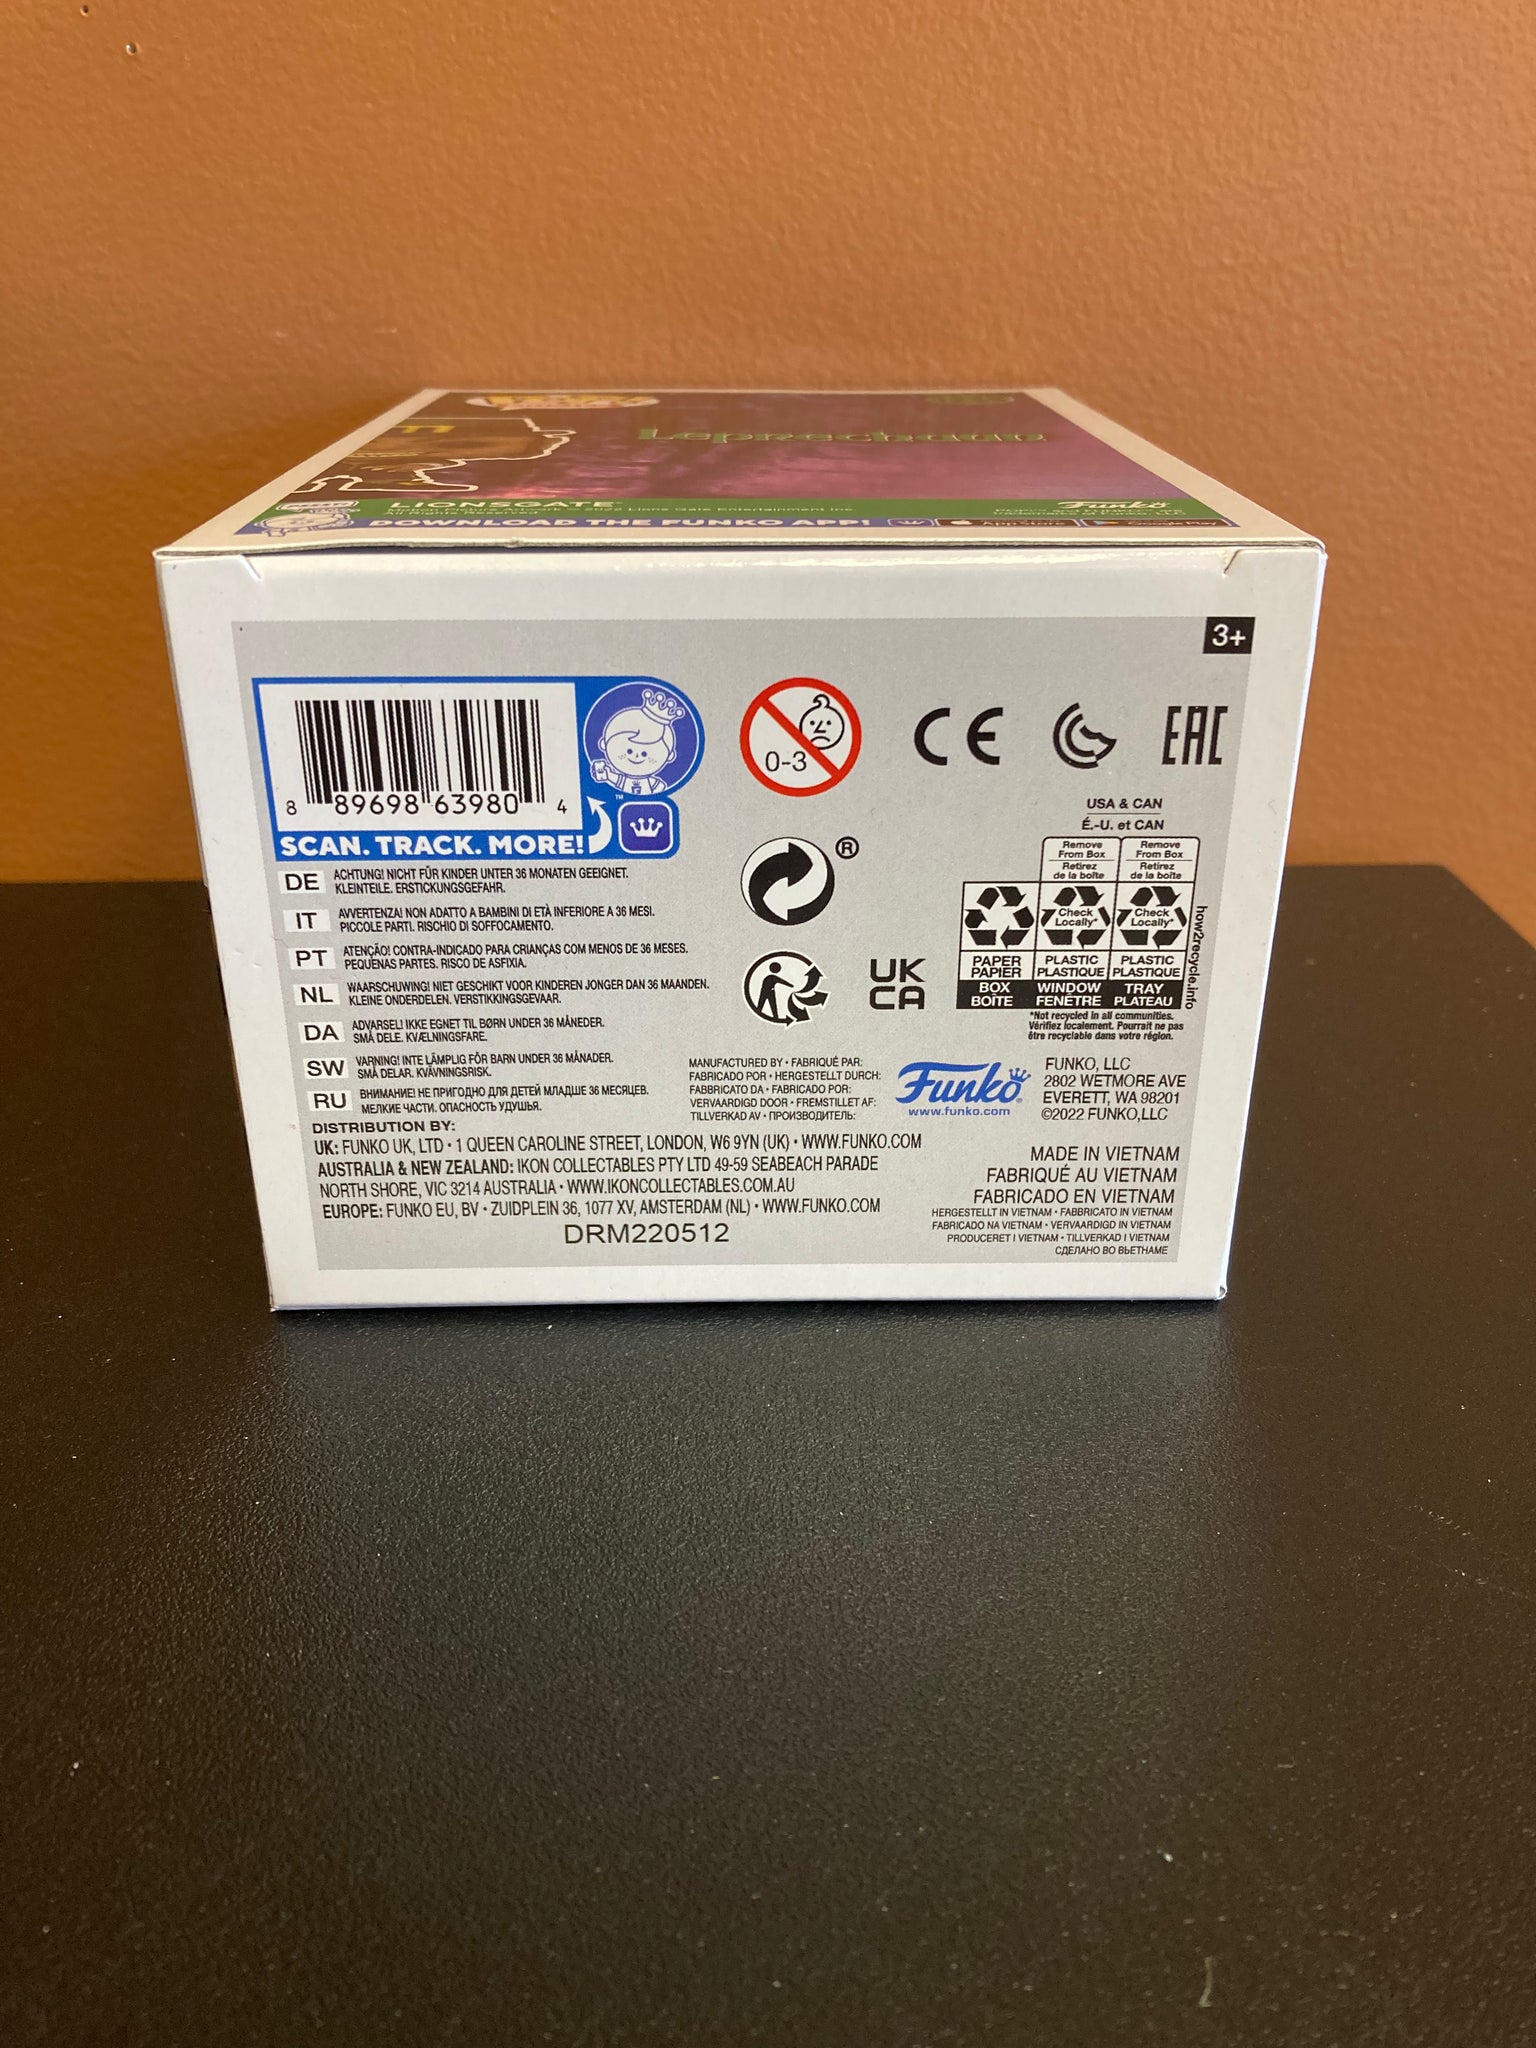 Leprechaun
LIONSGATE
All Rights Reserved
Funko
DOWNLOAD THE FUNKO APP!
App Store
Google Play
3+
8 89698 63980 4
SCAN. TRACK. MORE!
TM
0-3
CE
EAC
USA & CAN
É.-U. et CAN
Remove From Box
Retirez de la boîte
Remove From Box
Retirez de la boîte
Check Locally*
Check Locally*
PAPER PAPIER
PLASTIC PLASTIQUE
PLASTIC PLASTIQUE
BOX BOÎTE
WINDOW FENÊTRE
TRAY PLATEAU
how2recycle.info
*Not recycled in all communities.
Vérifiez localement. Pourrait ne pas
être recyclable dans votre région.
®
UK
CA
DE ACHTUNG! NICHT FÜR KINDER UNTER 36 MONATEN GEEIGNET.
KLEINTEILE. ERSTICKUNGSGEFAHR.
IT AVVERTENZA! NON ADATTO A BAMBINI DI ETÀ INFERIORE A 36 MESI.
PICCOLE PARTI. RISCHIO DI SOFFOCAMENTO.
PT ATENÇÃO! CONTRA-INDICADO PARA CRIANÇAS COM MENOS DE 36 MESES.
PEQUENAS PARTES. RISCO DE ASFIXIA.
NL WAARSCHUWING! NIET GESCHIKT VOOR KINDEREN JONGER DAN 36 MAANDEN.
KLEINE ONDERDELEN. VERSTIKKINGSGEVAAR.
DA ADVARSEL! IKKE EGNET TIL BØRN UNDER 36 MÅNEDER.
SMÅ DELE. KVÆLNINGSFARE.
SW VARNING! INTE LÄMPLIG FÖR BARN UNDER 36 MÅNADER.
SMÅ DELAR. KVÄVNINGSRISK.
RU ВНИМАНИЕ! НЕ ПРИГОДНО ДЛЯ ДЕТЕЙ МЛАДШЕ 36 МЕСЯЦЕВ.
МЕЛКИЕ ЧАСТИ. ОПАСНОСТЬ УДУШЬЯ.
MANUFACTURED BY • FABRIQUÉ PAR:
FABRICADO POR • HERGESTELLT DURCH:
FABBRICATO DA • FABRICADO POR:
VERVAARDIGD DOOR • FREMSTILLET AF:
TILLVERKAD AV • ПРОИЗВОДИТЕЛЬ:
Funko
www.funko.com
FUNKO, LLC
2802 WETMORE AVE
EVERETT, WA 98201
©2022 FUNKO,LLC
DISTRIBUTION BY:
UK: FUNKO UK, LTD • 1 QUEEN CAROLINE STREET, LONDON, W6 9YN (UK) • WWW.FUNKO.COM
AUSTRALIA & NEW ZEALAND: IKON COLLECTABLES PTY LTD 49-59 SEABEACH PARADE
NORTH SHORE, VIC 3214 AUSTRALIA • WWW.IKONCOLLECTABLES.COM.AU
EUROPE: FUNKO EU, BV • ZUIDPLEIN 36, 1077 XV, AMSTERDAM (NL) • WWW.FUNKO.COM
DRM220512
MADE IN VIETNAM
FABRIQUÉ AU VIETNAM
FABRICADO EN VIETNAM
HERGESTELLT IN VIETNAM • FABBRICATO IN VIETNAM
FABRICADO NA VIETNAM • VERVAARDIGD IN VIETNAM
PRODUCERET I VIETNAM • TILLVERKAD I VIETNAM
СДЕЛАНО ВО ВЬЕТНАМЕ